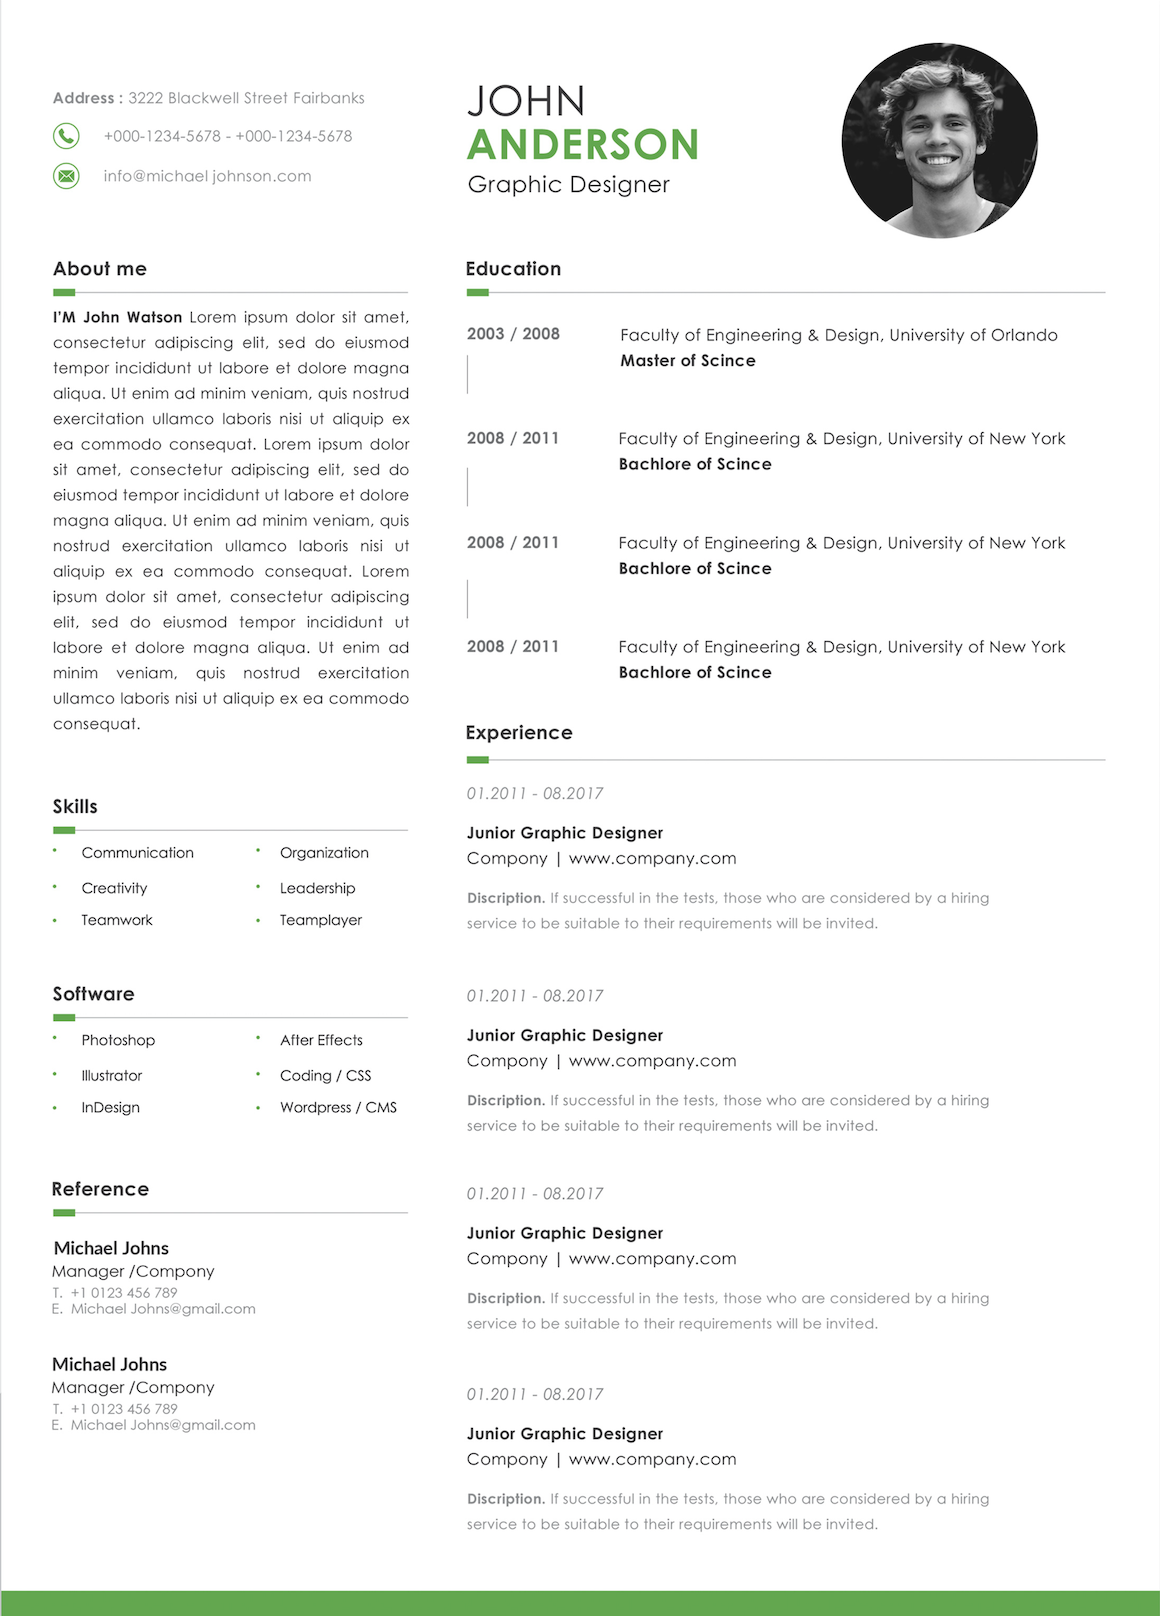 Address : 3222 Blackwell Street Fairbanks
+000-1234-5678 - +000-1234-5678
info@michael johnson.com
JOHN
ANDERSON
Graphic Designer
About me
I'M John Watson Lorem ipsum dolor sit amet,
consectetur adipiscing elit, sed do eiusmod
tempor incididunt ut labore et dolore magna
aliqua. Ut enim ad minim veniam, quis nostrud
exercitation ullamco laboris nisi ut aliquip ex
ea commodo consequat. Lorem ipsum dolor
sit amet, consectetur adipiscing elit, sed do
eiusmod tempor incididunt ut labore et dolore
magna aliqua. Ut enim ad minim veniam, quis
nostrud exercitation ullamco laboris nisi ut
aliquip ex ea commodo consequat. Lorem
ipsum dolor sit amet, consectetur adipiscing
elit, sed do eiusmod tempor incididunt ut
labore et dolore magna aliqua. Ut enim ad
minim veniam, quis nostrud exercitation
ullamco laboris nisi ut aliquip ex ea commodo
consequat.
Skills
Communication
Organization
Creativity
Leadership
Teamwork
Teamplayer
Software
Photoshop
After Effects
Illustrator
Coding / CSS
InDesign
Wordpress / CMS
Reference
Michael Johns
Manager /Company
T. +1 0123 456 789
E. Michael Johns@gmail.com
Michael Johns
Manager /Company
T. +1 0123 456 789
E. Michael Johns@gmail.com
Education
2003 / 2008
Faculty of Engineering & Design, University of Orlando
Master of Scince
2008 / 2011
Faculty of Engineering & Design, University of New York
Bachlore of Scince
2008 / 2011
Faculty of Engineering & Design, University of New York
Bachlore of Scince
2008 / 2011
Faculty of Engineering & Design, University of New York
Bachlore of Scince
Experience
01.2011 - 08.2017
Junior Graphic Designer
Compony | www.company.com
Discription. If successful in the tests, those who are considered by a hiring
service to be suitable to their requirements will be invited.
01.2011 - 08.2017
Junior Graphic Designer
Compony | www.company.com
Discription. If successful in the tests, those who are considered by a hiring
service to be suitable to their requirements will be invited.
01.2011 - 08.2017
Junior Graphic Designer
Compony | www.company.com
Discription. If successful in the tests, those who are considered by a hiring
service to be suitable to their requirements will be invited.
01.2011 - 08.2017
Junior Graphic Designer
Compony | www.company.com
Discription. If successful in the tests, those who are considered by a hiring
service to be suitable to their requirements will be invited.